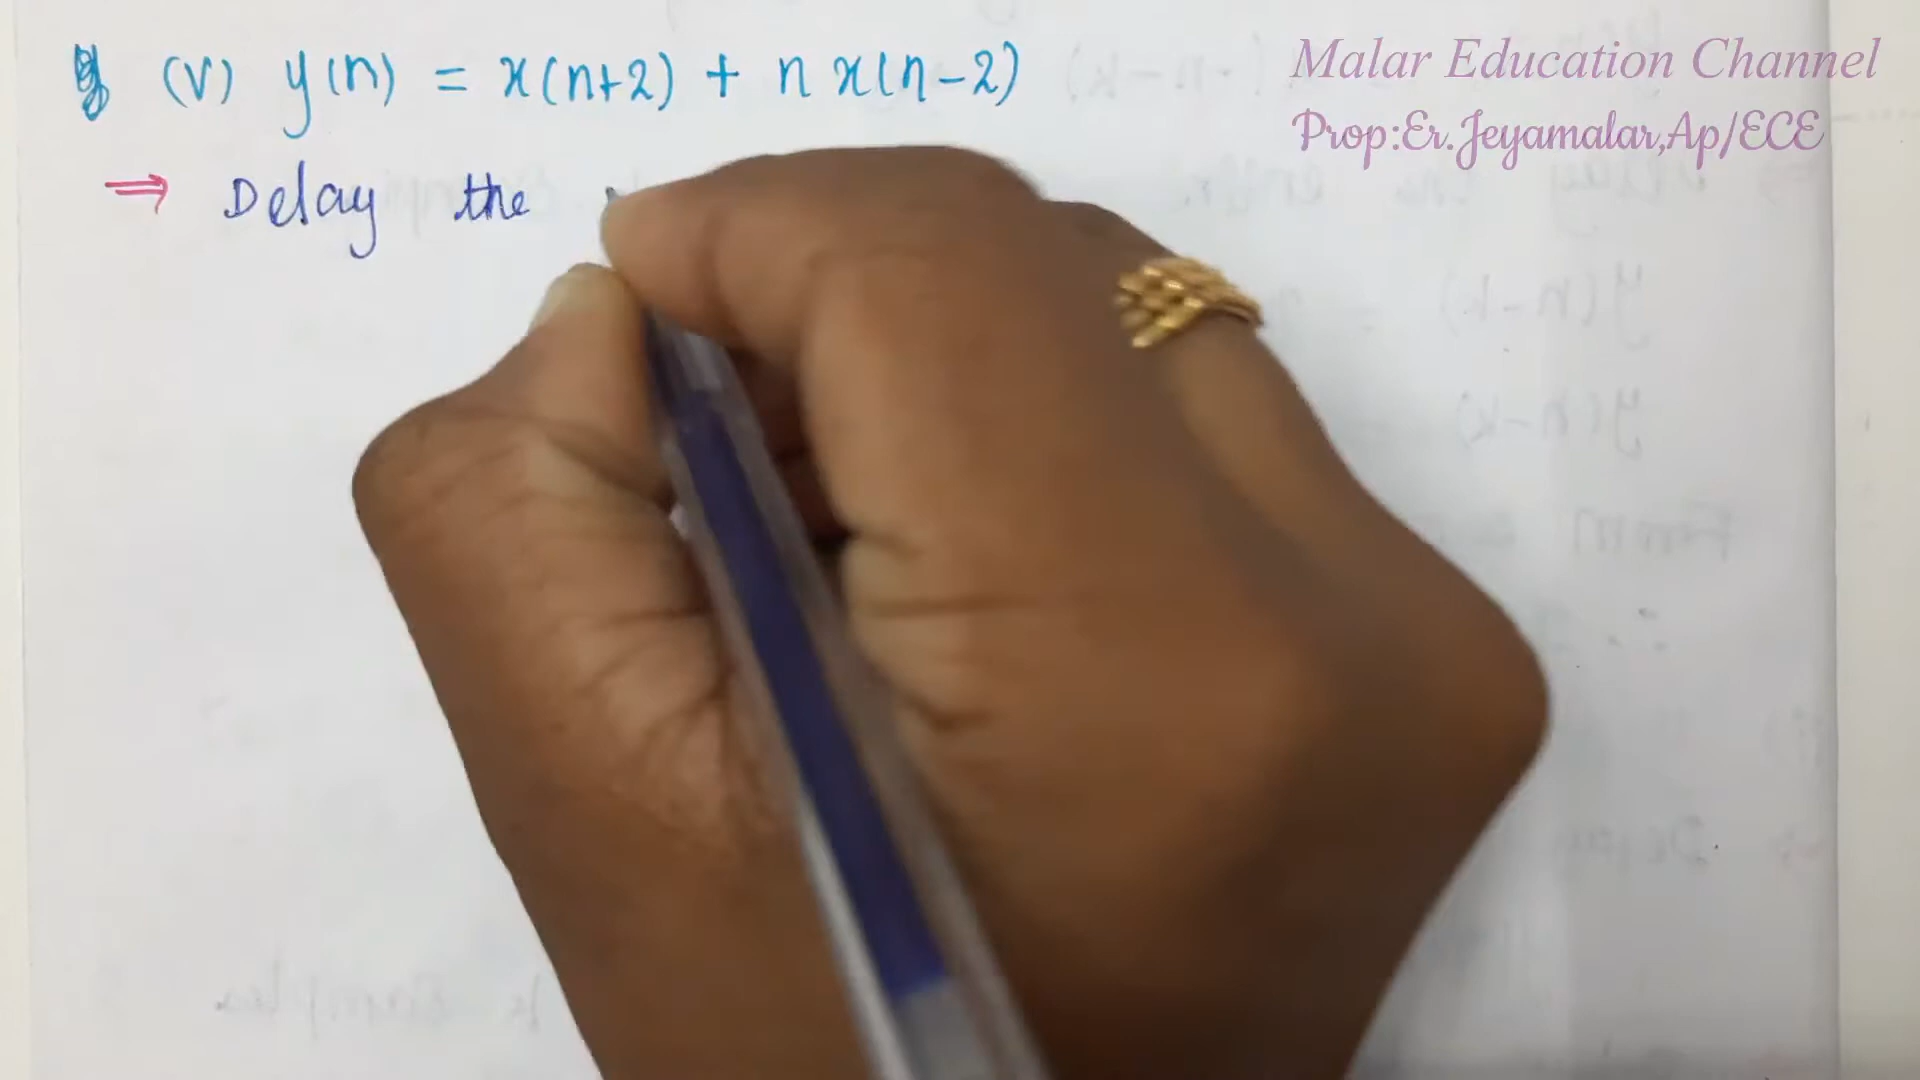 (V) y(n) = x(n+2) + n x(n-2)
Malar Education Channel
Prop:Er.Jeyamalar,Ap/ECE
⇒ Delay the